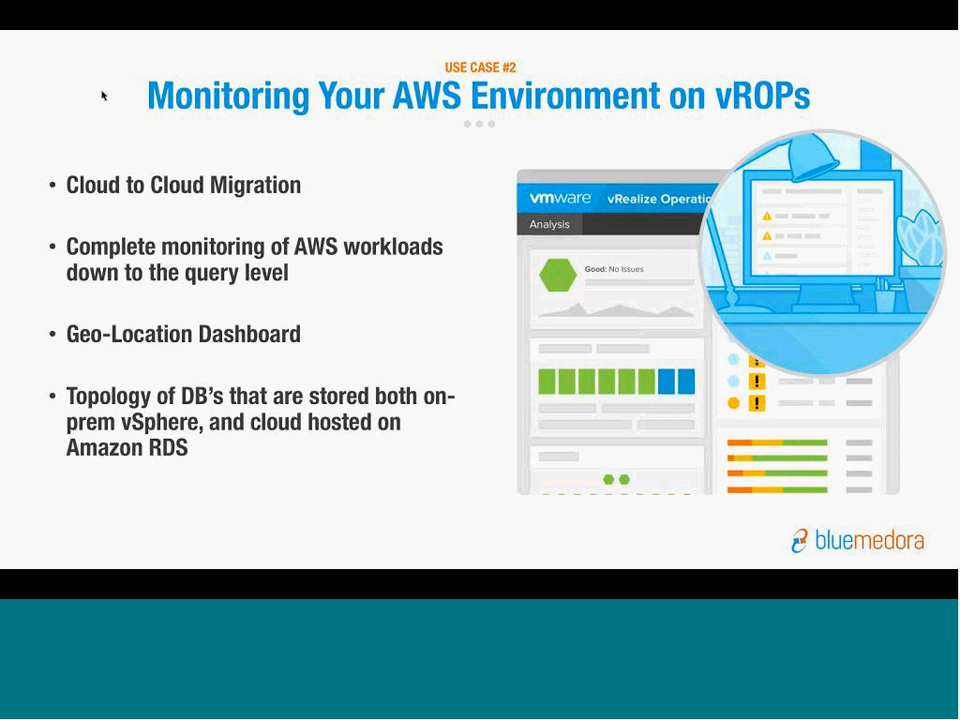 USE CASE #2
Monitoring Your AWS Environment on vROPs
• Cloud to Cloud Migration
• Complete monitoring of AWS workloads
down to the query level
• Geo-Location Dashboard
• Topology of DB's that are stored both on-
prem vSphere, and cloud hosted on
Amazon RDS
vmware vRealize Operatio
Analysis
Good: No Issues
bluemedora